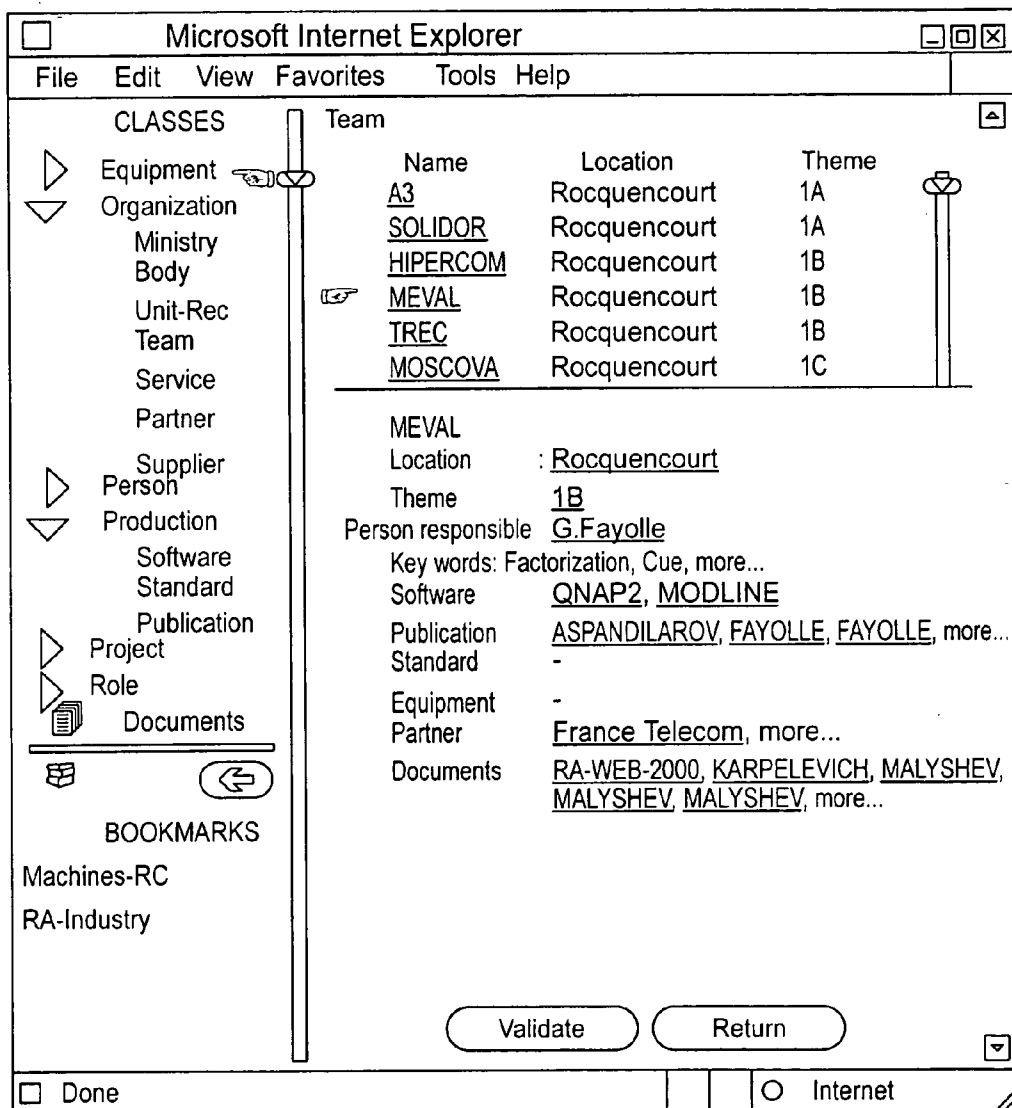 Microsoft Internet Explorer
File Edit View Favorites Tools Help
CLASSES
Equipment
Organization
Ministry
Body
Unit-Rec
Team
Service
Partner
Supplier
Person
Production
Software
Standard
Publication
Project
Role
Documents
BOOKMARKS
Machines-RC
RA-Industry
Team
Name Location Theme
A3 Rocquencourt 1A
SOLIDOR Rocquencourt 1A
HIPERCOM Rocquencourt 1B
MEVAL Rocquencourt 1B
TREC Rocquencourt 1B
MOSCOVA Rocquencourt 1C
MEVAL
Location : Rocquencourt
Theme 1B
Person responsible G.Fayolle
Key words: Factorization, Cue, more...
Software QNAP2, MODLINE
Publication ASPANDILAROV, FAYOLLE, FAYOLLE, more...
Standard -
Equipment -
Partner France Telecom, more...
Documents RA-WEB-2000, KARPELEVICH, MALYSHEV,
MALYSHEV, MALYSHEV, more...
Validate Return
Done Internet